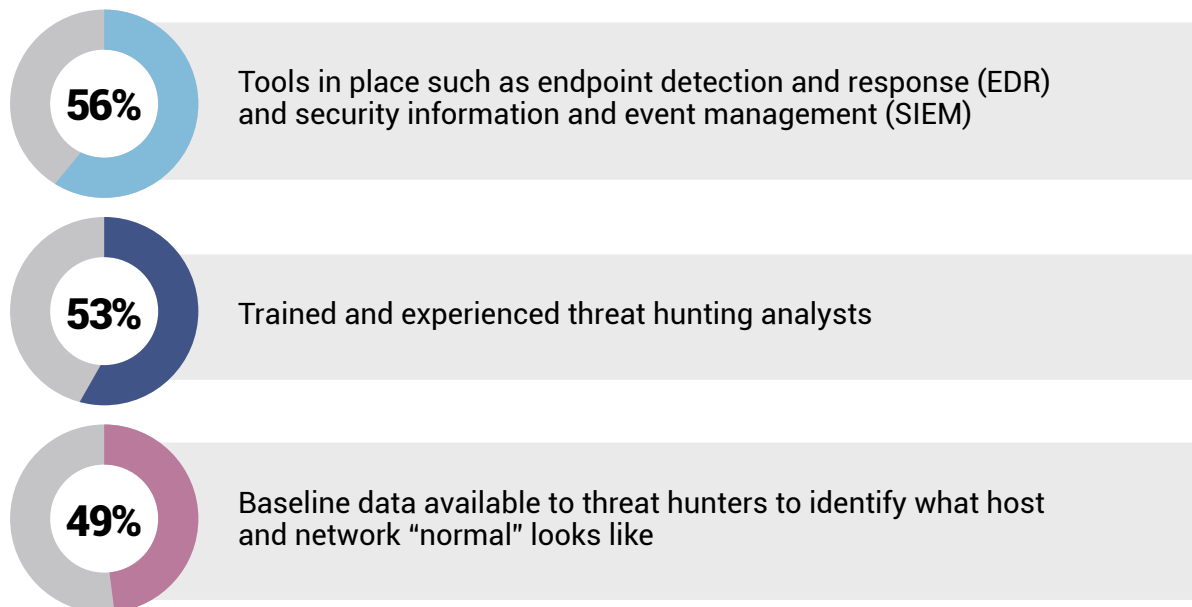 56%
Tools in place such as endpoint detection and response (EDR)
and security information and event management (SIEM)
53%
Trained and experienced threat hunting analysts
49%
Baseline data available to threat hunters to identify what host
and network “normal” looks like